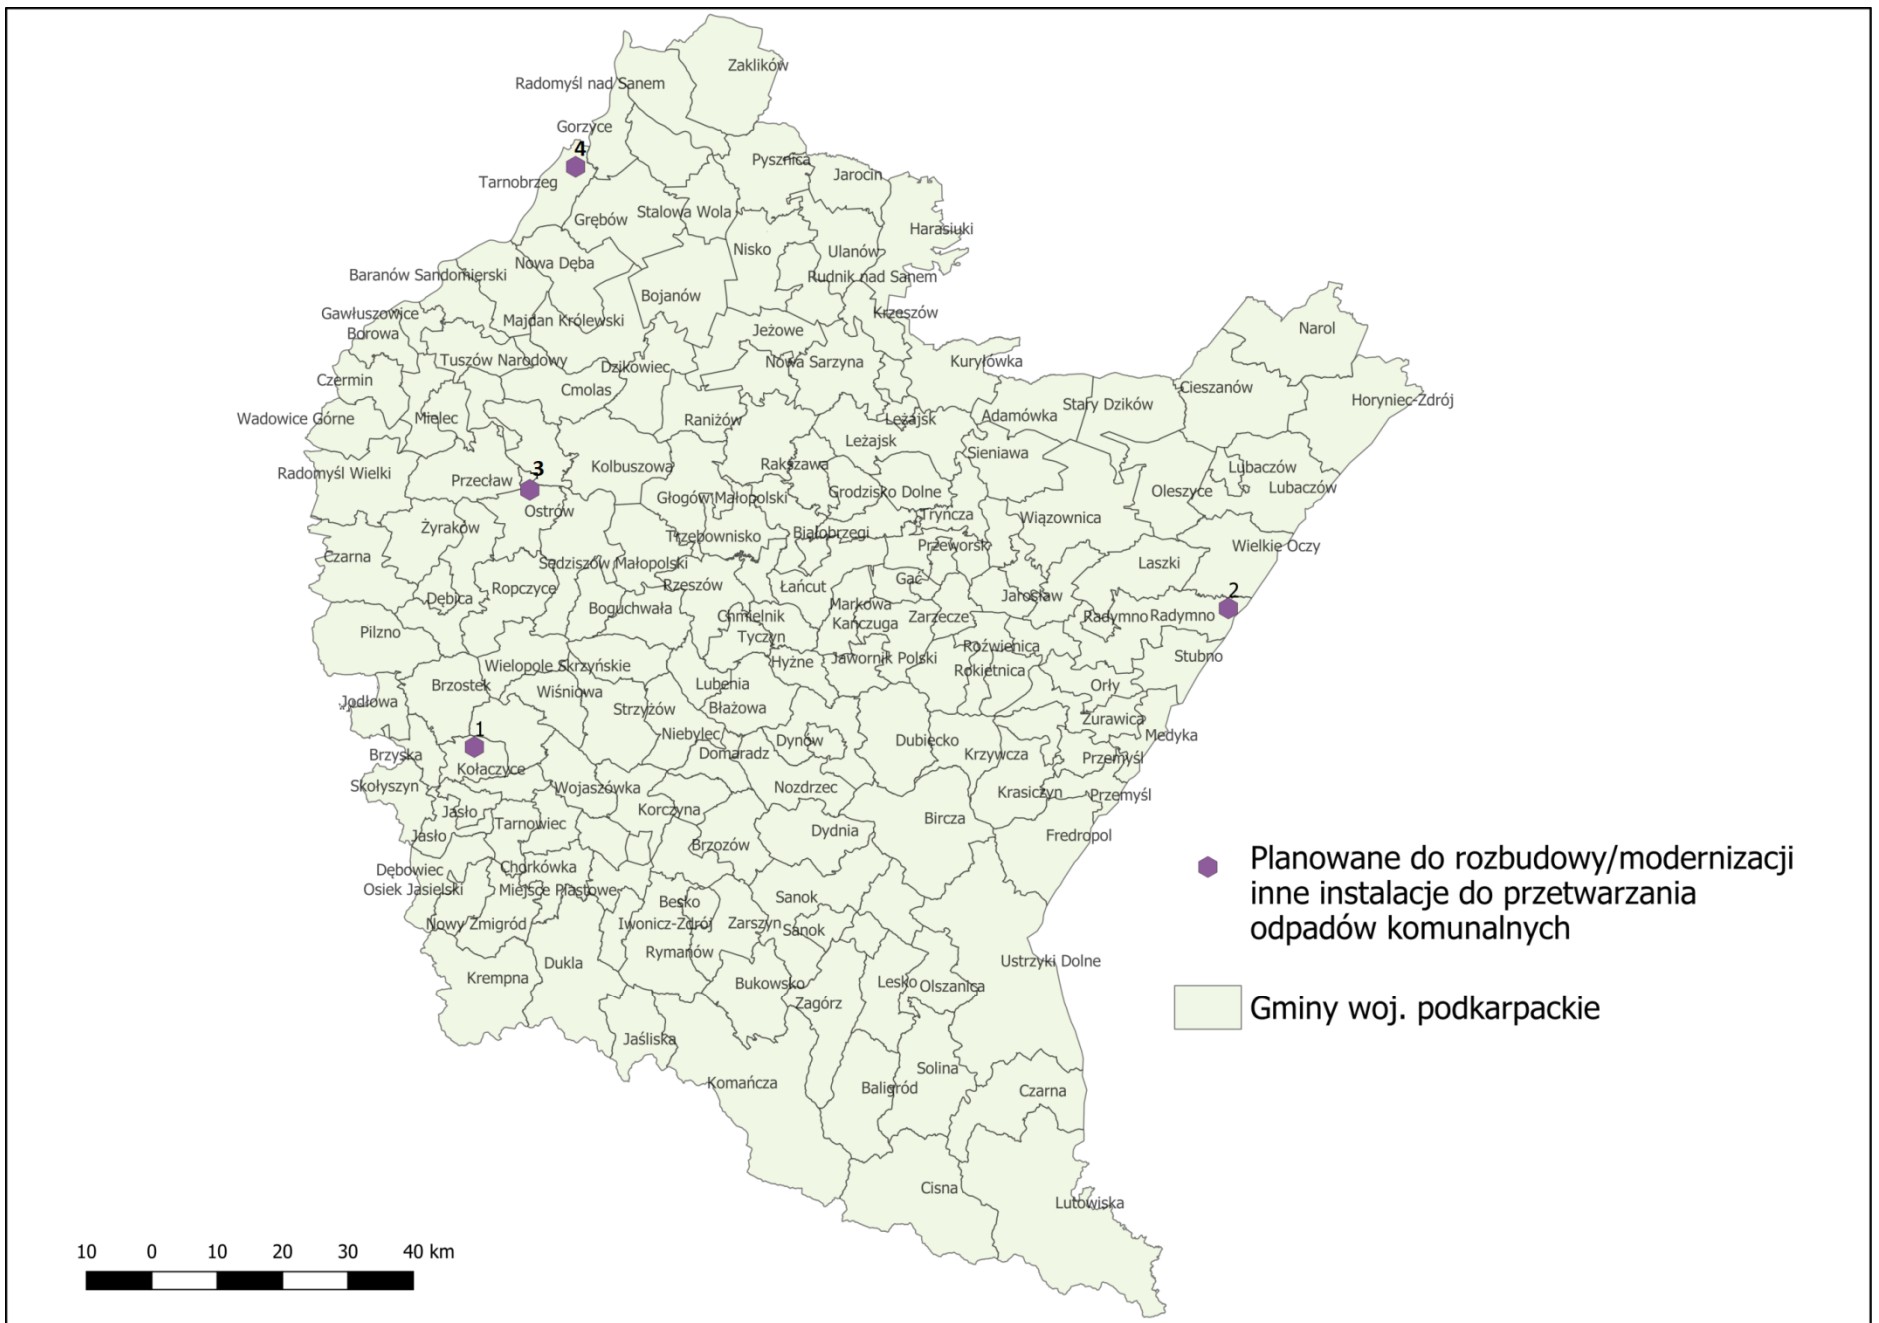 Zaklików
Radomyśl nad Sanem
Gorzyce
4
Pysznica
Jarocin
Tarnobrzeg
Stalowa Wola
Grębów
Harasiuki
Nisko
Ulanów
Nowa Dęba
Baranów Sandomierski
Rudnik nad Sanem
Bojanów
Gawłuszowice
Krzeszów
Majdan Królewski
Borowa
Jeżowe
Narol
Tuszów Narodowy
Nowa Sarzyna
Kuryłówka
Dzikowiec
Czermin
Cmolas
Cieszanów
Horyniec-Zdrój
Stary Dzików
Wadowice Górne
Mielec
Raniżów
Leżajsk
Adamówka
Leżajsk
Sieniawa
Radomyśl Wielki
3
Kolbuszowa
Rakszawa
Lubaczów
Przecław
Lubaczów
Grodzisko Dolne
Oleszyce
Głogów Małopolski
Ostrów
Tryńcza
Wiązownica
Żyraków
Białobrzegi
Trzebownisko
Przeworsk
Wielkie Oczy
Czarna
Sędziszów Małopolski
Laszki
Ropczyce
Rzeszów
Łańcut
Gać
2
Dębica
Boguchwała
Markowa
Jarosław
Chmielnik
Kańczuga
Zarzecze
Radymno
Radymno
Pilzno
Tyczyn
Roźwienica
Wielopole Skrzyńskie
Hyżne
Jawornik Polski
Rokietnica
Stubno
Brzostek
Wiśniowa
Lubenia
Orły
Jodłowa
Strzyżów
Błażowa
Żurawica
1
Niebylec
Dynów
Dubiecko
Medyka
Brzyska
Domaradz
Krzywcza
Przemyśl
Kołaczyce
Skołyszyn
Wojaszówka
Nozdrzec
Krasiczyn
Przemyśl
Jasło
Korczyna
Tarnowiec
Bircza
Jasło
Dydnia
Fredropol
Brzozów
Dębowiec
Chorkówka
Osiek Jasielski
Miejsce Piastowe
Sanok
Besko
Nowy Żmigród
Iwonicz-Zdrój
Zarszyn
Sanok
Rymanów
Dukla
Ustrzyki Dolne
Krempna
Bukowsko
Lesko
Olszanica
Zagórz
Jaśliska
Solina
Komańcza
Baligród
Czarna
Cisna
Lutowiska
Planowane do rozbudowy/modernizacji
inne instalacje do przetwarzania
odpadów komunalnych
Gminy woj. podkarpackie
10 0 10 20 30 40 km